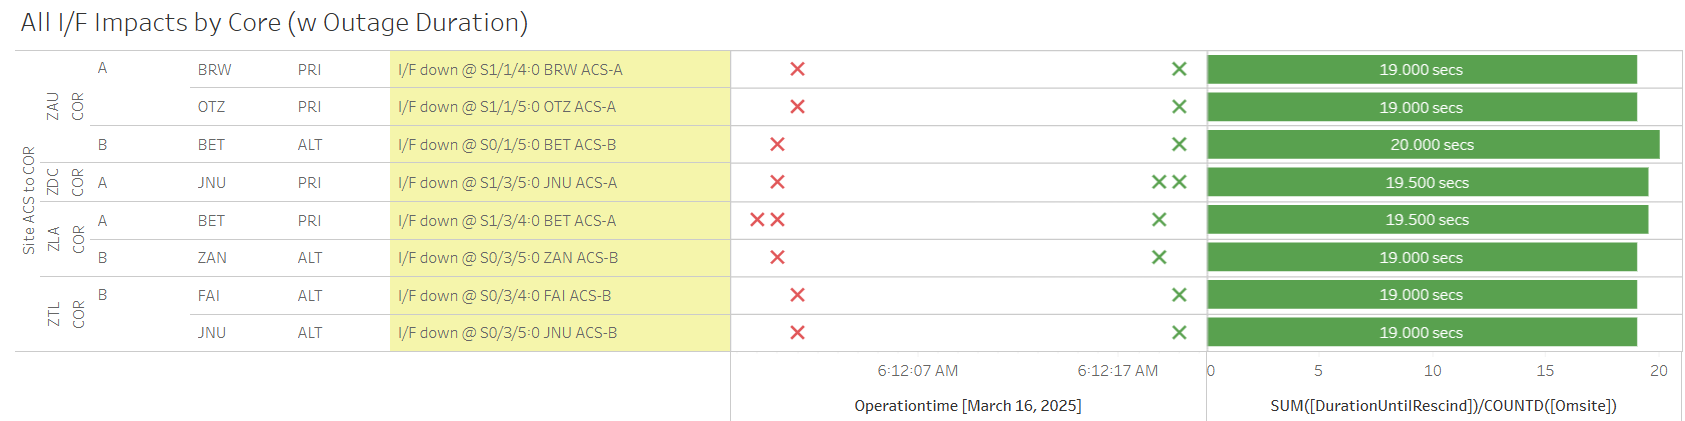 All I/F Impacts by Core (w Outage Duration)
Site ACS to COR
ZAU COR
A
BRW PRI I/F down @ S1/1/4:0 BRW ACS-A 19.000 secs
OTZ PRI I/F down @ S1/1/5:0 OTZ ACS-A 19.000 secs
B BET ALT I/F down @ S0/1/5:0 BET ACS-B 20.000 secs
ZDC COR
A JNU PRI I/F down @ S1/3/5:0 JNU ACS-A 19.500 secs
ZLA COR
A BET PRI I/F down @ S1/3/4:0 BET ACS-A 19.500 secs
B ZAN ALT I/F down @ S0/3/5:0 ZAN ACS-B 19.000 secs
ZTL COR
B FAI ALT I/F down @ S0/3/4:0 FAI ACS-B 19.000 secs
JNU ALT I/F down @ S0/3/5:0 JNU ACS-B 19.000 secs
6:12:07 AM 6:12:17 AM 0 5 10 15 20
Operationtime [March 16, 2025] SUM([DurationUntilRescind])/COUNTD([Omsite])